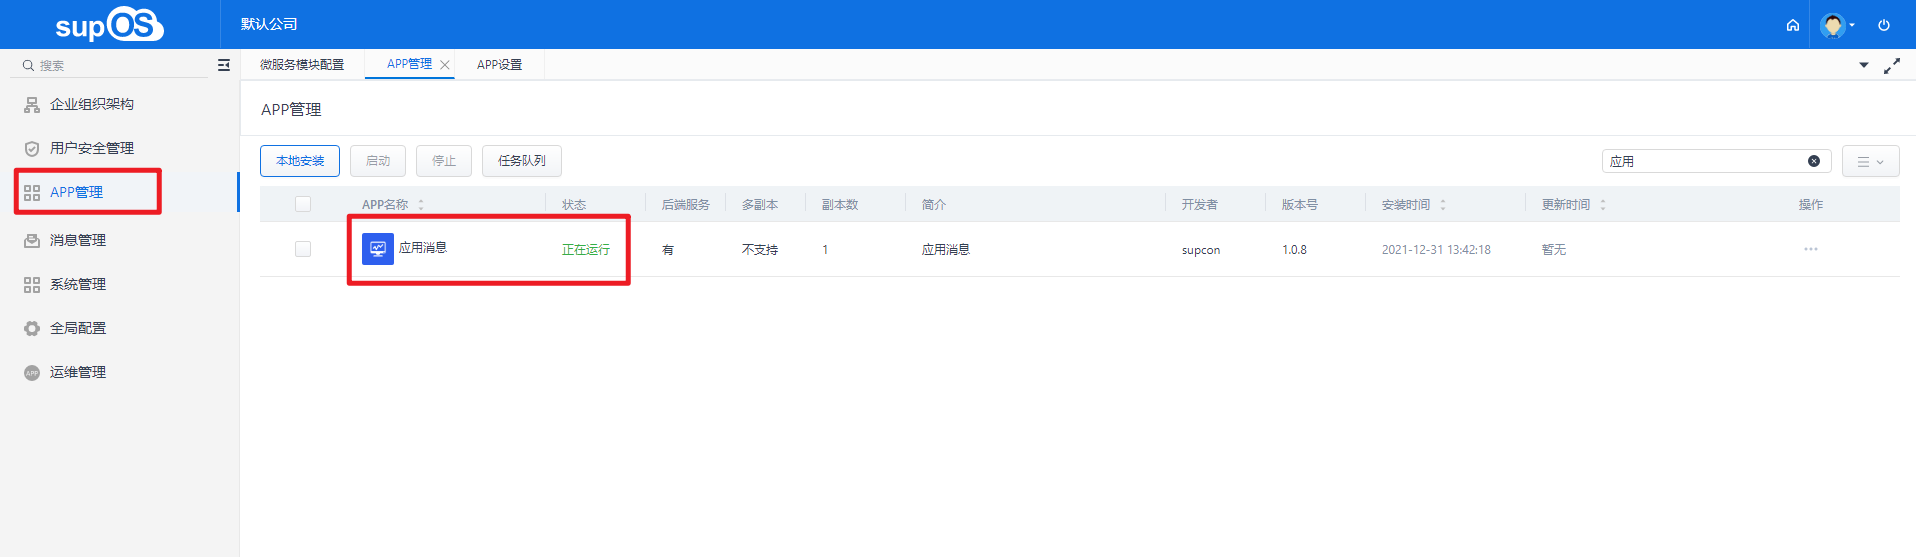 supOS 默认公司
搜索
微服务模块配置 APP管理 APP设置
企业组织架构
用户安全管理
APP管理
消息管理
系统管理
全局配置
APP 运维管理
APP管理
本地安装 启动 停止 任务队列 应用
APP名称 状态 后端服务 多副本 副本数 简介 开发者 版本号 安装时间 更新时间 操作
应用消息 正在运行 有 不支持 1 应用消息 supcon 1.0.8 2021-12-31 13:42:18 暂无 ···